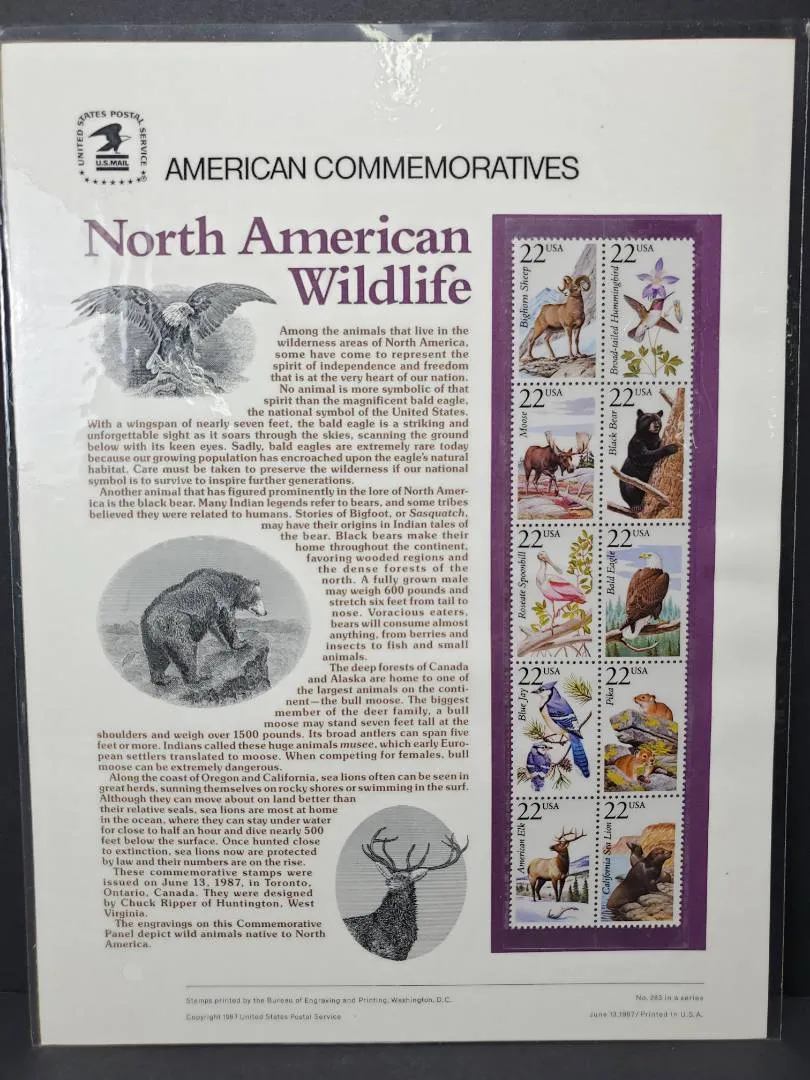 UNITED STATES POSTAL SERVICE
U.S. MAIL
AMERICAN COMMEMORATIVES
North American
Wildlife
Among the animals that live in the
wilderness areas of North America,
some have come to represent the
spirit of independence and freedom
that is at the very heart of our nation.
No animal is more symbolic of that
spirit than the magnificent bald eagle,
the national symbol of the United States.
With a wingspan of nearly seven feet, the bald eagle is a striking and
unforgettable sight as it soars through the skies, scanning the ground
below with its keen eyes. Sadly, bald eagles are extremely rare today
because our growing population has encroached upon the eagle's natural
habitat. Care must be taken to preserve the wilderness if our national
symbol is to survive to inspire further generations.
Another animal that has figured prominently in the lore of North Amer-
ica is the black bear. Many Indian legends refer to bears, and some tribes
believed they were related to humans. Stories of Bigfoot, or Sasquatch,
may have their origins in Indian tales of
the bear. Black bears make their
home throughout the continent,
favoring wooded regions and
the dense forests of the
north. A fully grown male
may weigh 600 pounds and
stretch six feet from tail to
nose. Voracious eaters,
bears will consume almost
anything, from berries and
insects to fish and small
animals.
The deep forests of Canada
and Alaska are home to one of
the largest animals on the conti-
nent—the bull moose. The biggest
member of the deer family, a bull
moose may stand seven feet tall at the
shoulders and weigh over 1500 pounds. Its broad antlers can span five
feet or more. Indians called these huge animals musee, which early Euro-
pean settlers translated to moose. When competing for females, bull
moose can be extremely dangerous.
Along the coast of Oregon and California, sea lions often can be seen in
great herds, sunning themselves on rocky shores or swimming in the surf.
Although they can move about on land better than
their relative seals, sea lions are most at home
in the ocean, where they can stay under water
for close to half an hour and dive nearly 500
feet below the surface. Once hunted close
to extinction, sea lions now are protected
by law and their numbers are on the rise.
These commemorative stamps were
issued on June 13, 1987, in Toronto,
Ontario, Canada. They were designed
by Chuck Ripper of Huntington, West
Virginia.
The engravings on this Commemorative
Panel depict wild animals native to North
America.
22 USA
Bighorn Sheep
22 USA
Broad-tailed Hummingbird
22 USA
Moose
22 USA
Black Bear
22 USA
Roseate Spoonbill
22 USA
Bald Eagle
22 USA
Blue Jay
22 USA
Pika
22 USA
American Elk
22 USA
California Sea Lion
Stamps printed by the Bureau of Engraving and Printing, Washington, D.C.
Copyright 1987 United States Postal Service
No. 283 in a series
June 13, 1987/Printed in U.S.A.